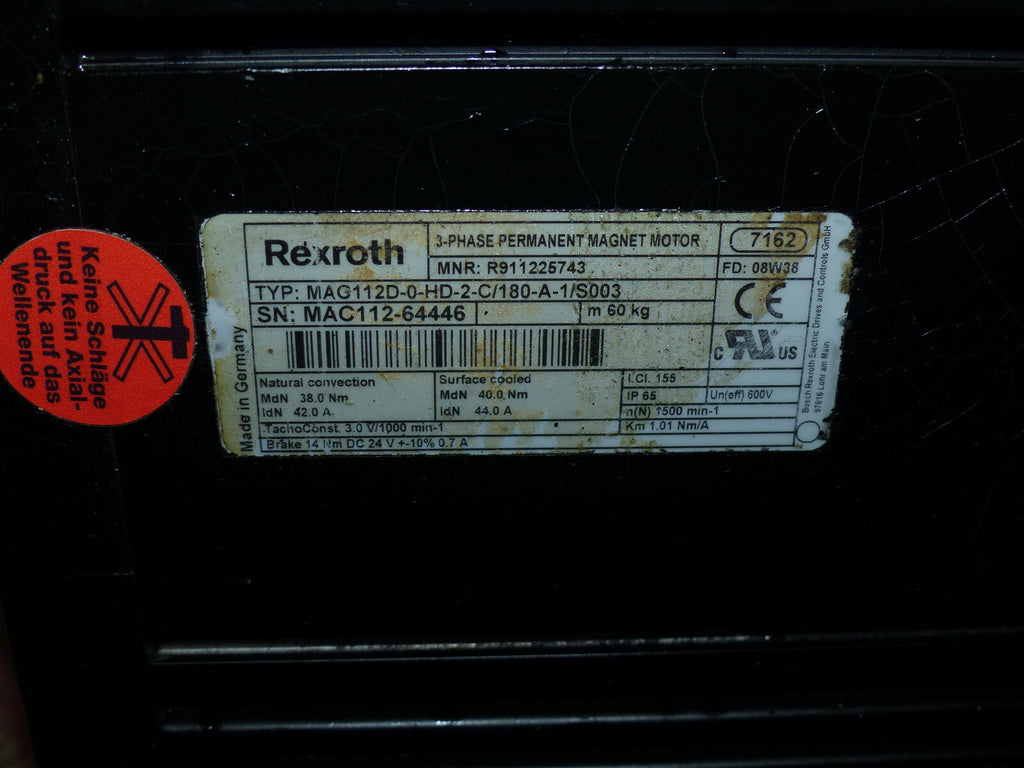 Keine Schläge
und kein Axial-
druck auf das
Wellenende
Made in Germany
Rexroth
3-PHASE PERMANENT MAGNET MOTOR
7162
MNR: R911225743
FD: 08W38
TYP: MAC112D-0-HD-2-C/180-A-1/S003
SN: MAC112-64446
m 60 kg
CE
C RU US
Natural convection
MdN 38.0 Nm
IdN 42.0 A
Surface cooled
MdN 40.0 Nm
IdN 44.0 A
I.Cl. 155
IP 65
Un(eff) 600V
n(N) 1500 min-1
Km 1.01 Nm/A
TachoConst. 3.0 V/1000 min-1
Brake 14 Nm DC 24 V +-10% 0.7 A
Bosch Rexroth Electric Drives and Controls GmbH
97816 Lohr am Main